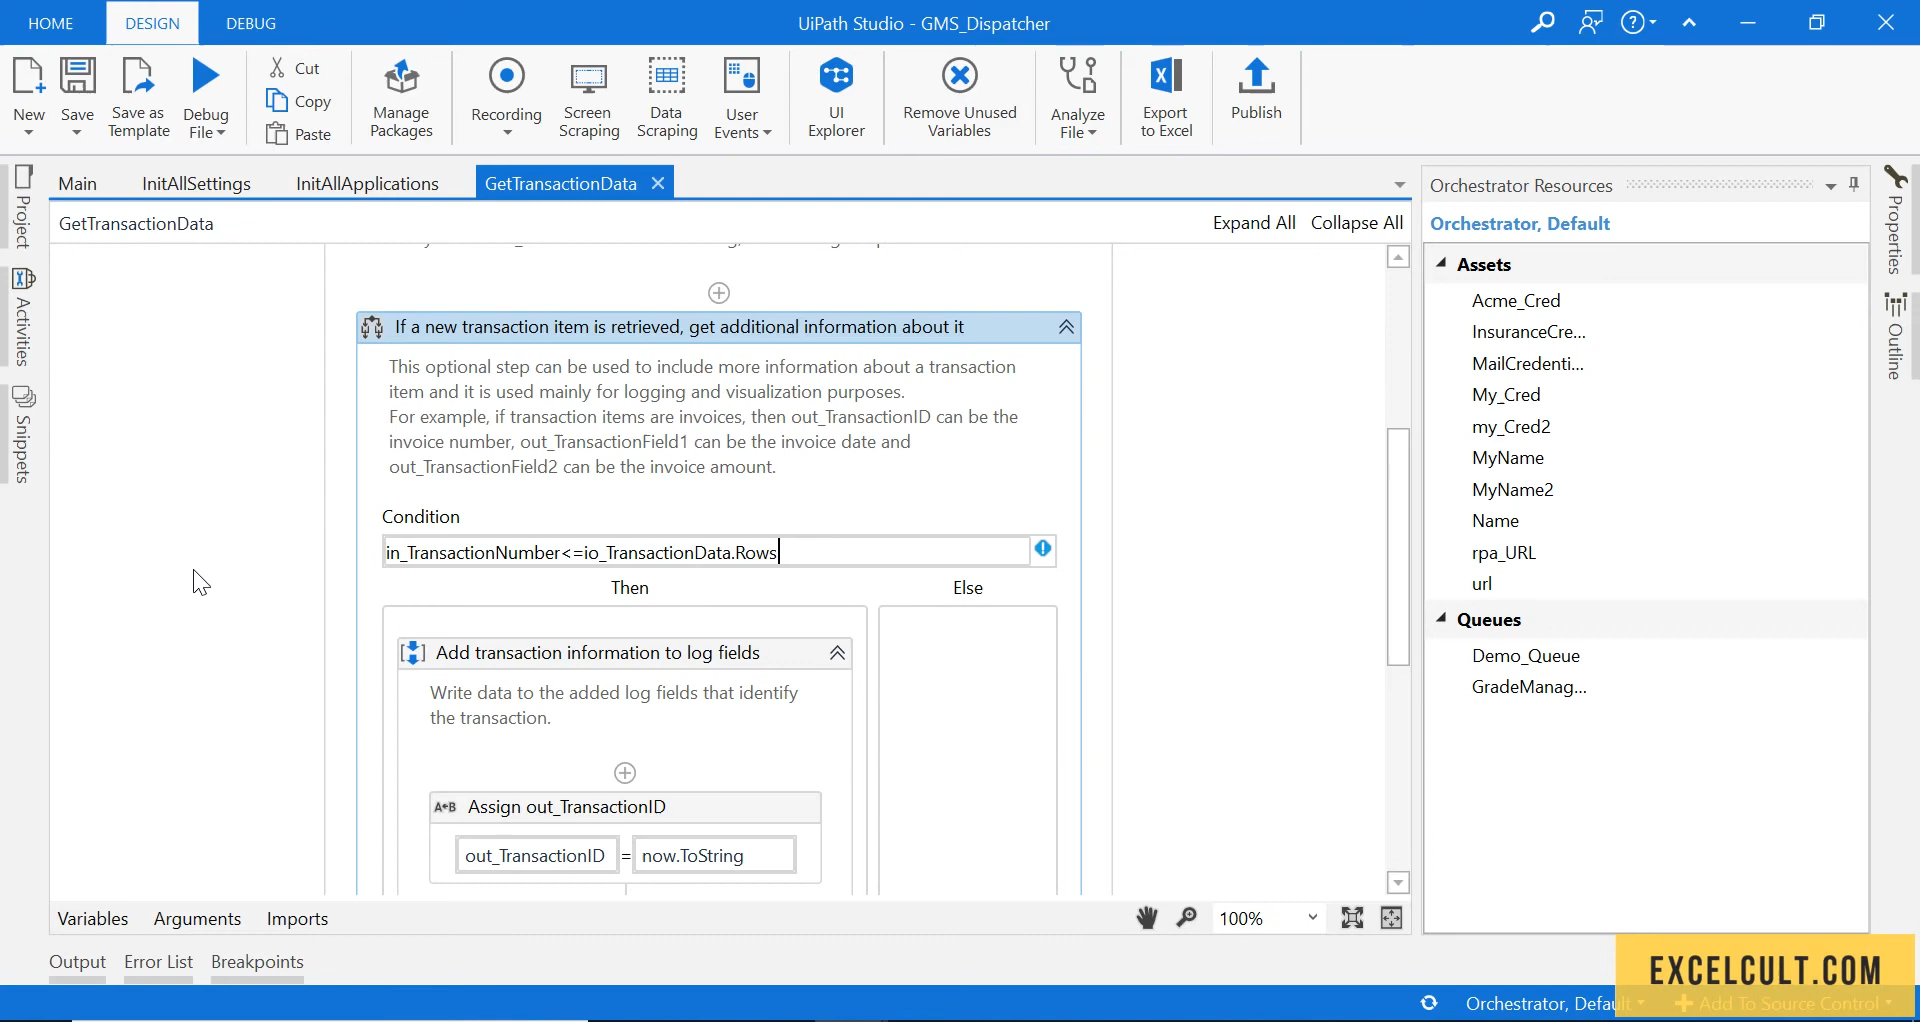 HOME DESIGN DEBUG UiPath Studio - GMS_Dispatcher
New Save Save as Template Debug File Cut Copy Paste Manage Packages Recording Screen Scraping Data Scraping User Events UI Explorer Remove Unused Variables Analyze File Export to Excel Publish
Project
Activities
Snippets
Main InitAllSettings InitAllApplications GetTransactionData
GetTransactionData Expand All Collapse All
If a new transaction item is retrieved, get additional information about it
This optional step can be used to include more information about a transaction
item and it is used mainly for logging and visualization purposes.
For example, if transaction items are invoices, then out_TransactionID can be the
invoice number, out_TransactionField1 can be the invoice date and
out_TransactionField2 can be the invoice amount.
Condition
in_TransactionNumber<=io_TransactionData.Rows
Then Else
Add transaction information to log fields
Write data to the added log fields that identify
the transaction.
A+B Assign out_TransactionID
out_TransactionID = now.ToString
Variables Arguments Imports 100%
Output Error List Breakpoints
Orchestrator Resources
Orchestrator, Default
Assets
Acme_Cred
InsuranceCre...
MailCredenti...
My_Cred
my_Cred2
MyName
MyName2
Name
rpa_URL
url
Queues
Demo_Queue
GradeManag...
Properties
Outline
EXCELCULT.COM
Orchestrator, Default + Add To Source Control